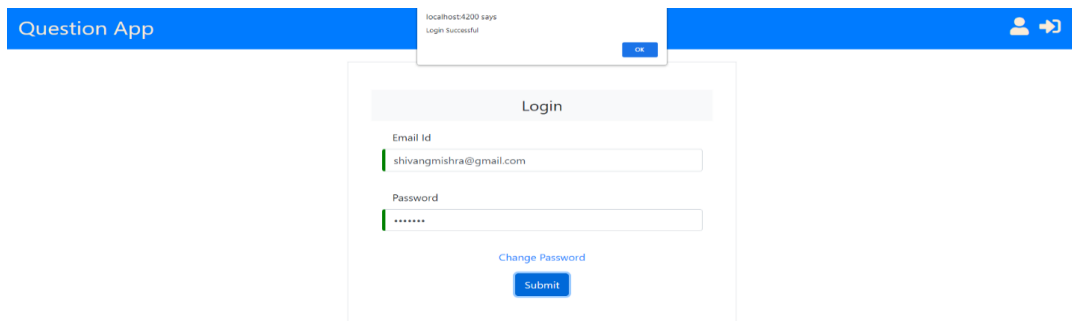 Question App
localhost:4200 says
Login Successful
OK
Login
Email Id
shivangmishra@gmail.com
Password
•••••••
Change Password
Submit